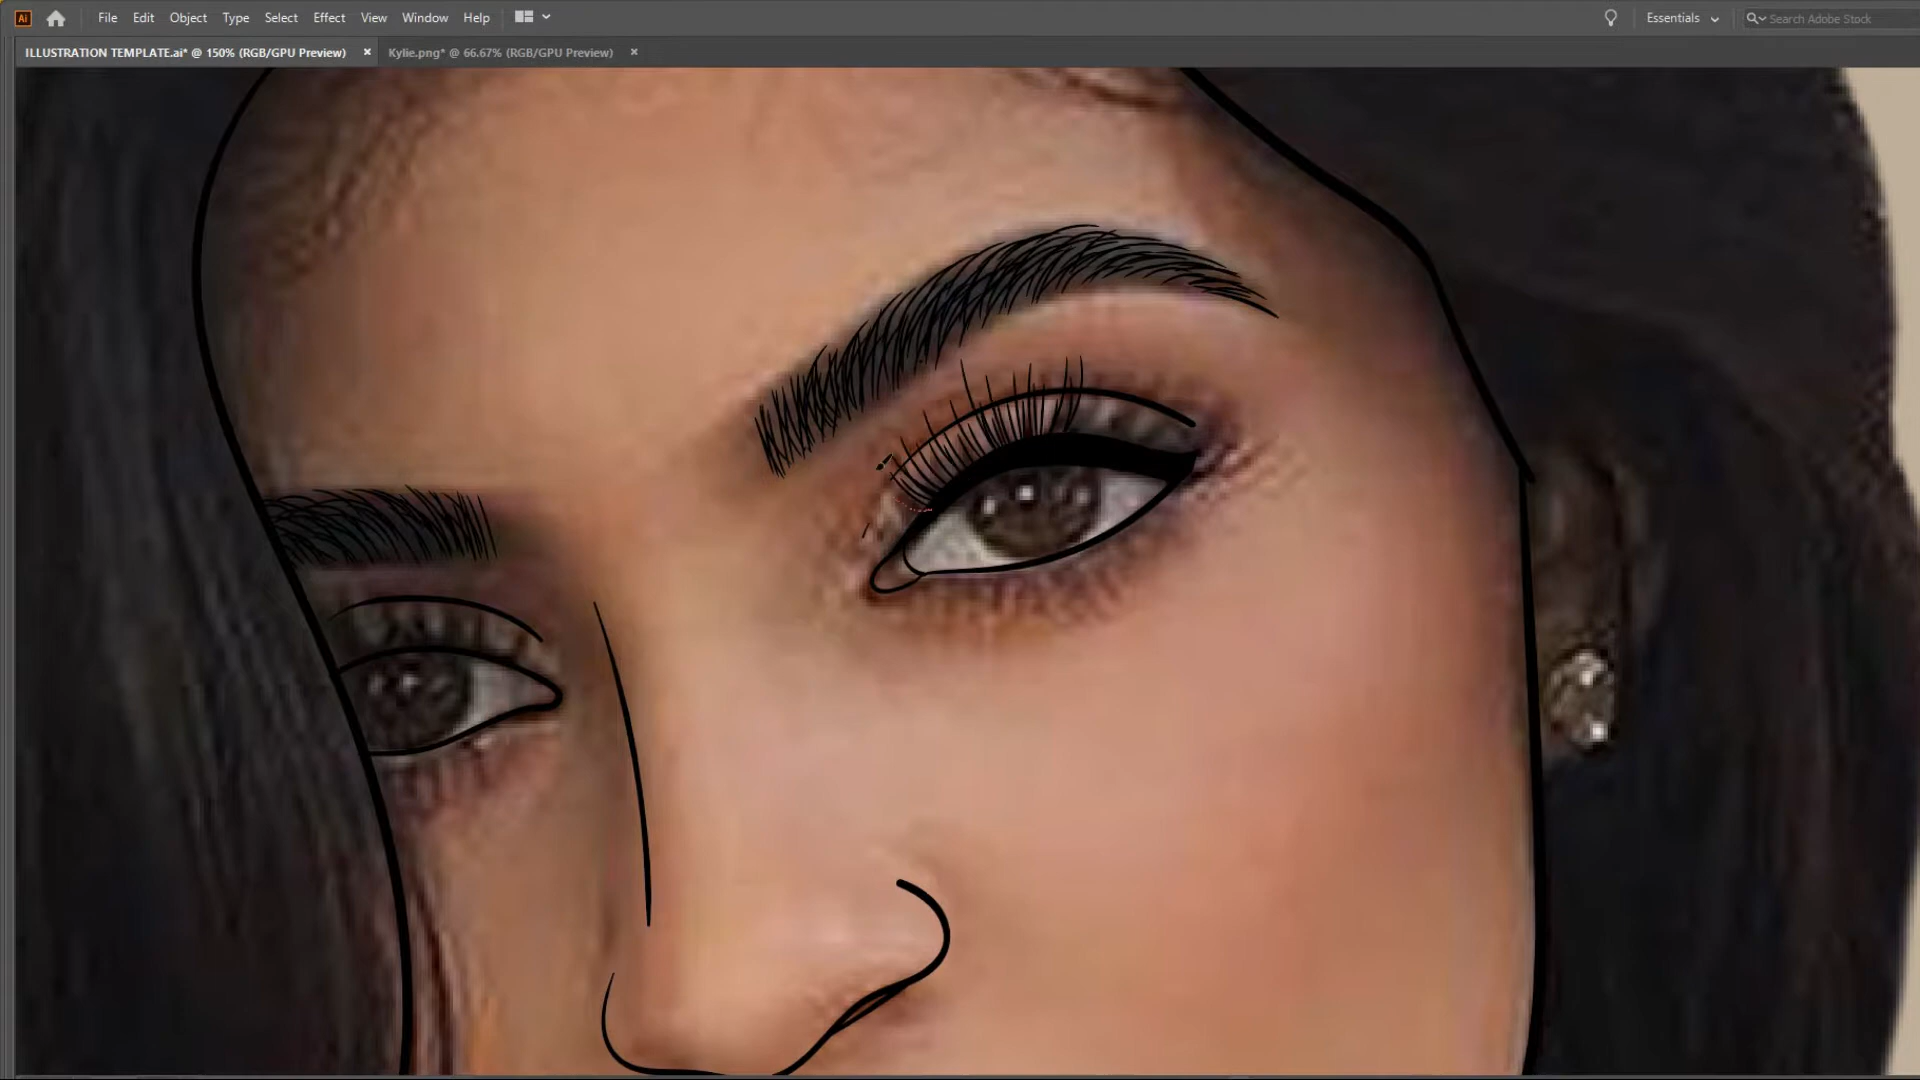 Ai File Edit Object Type Select Effect View Window Help Essentials Search Adobe Stock
ILLUSTRATION TEMPLATE.ai* @ 150% (RGB/GPU Preview) × Kylie.png* @ 66.67% (RGB/GPU Preview) ×